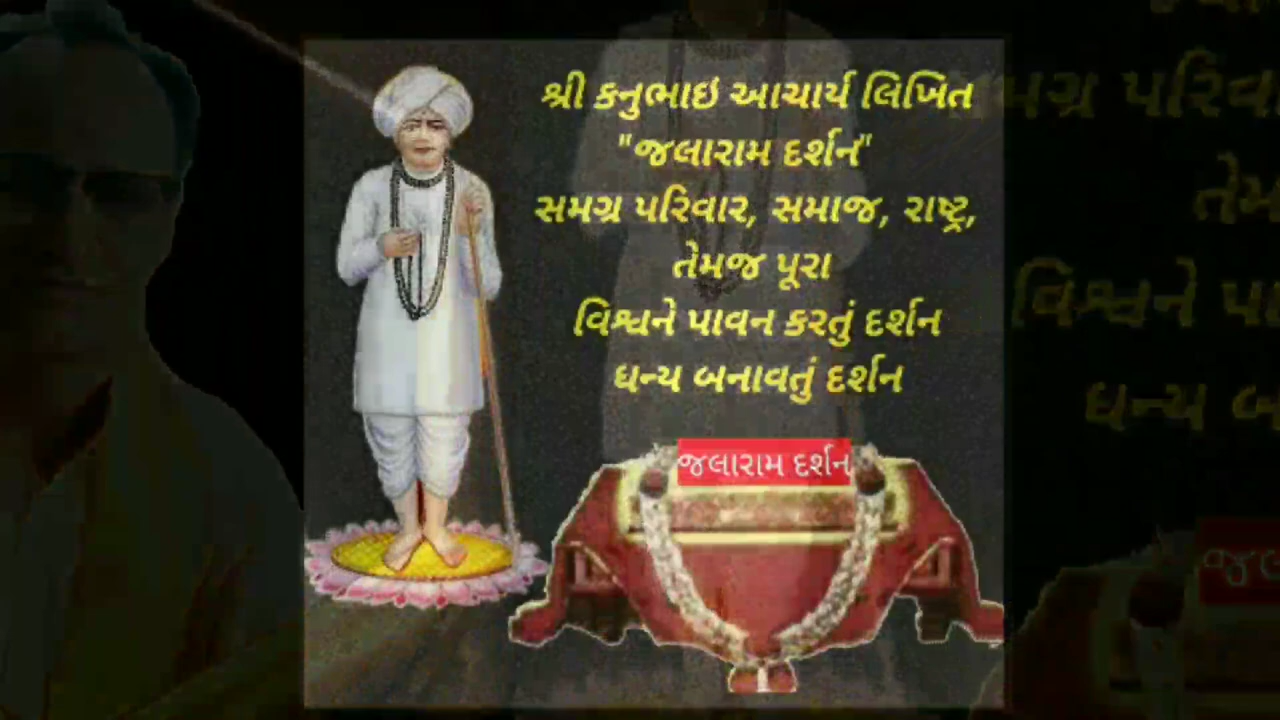 શ્રી કનુભાઇ આચાર્ય લિખિત
"જલારામ દર્શન"
સમગ્ર પરિવાર, સમાજ, રાષ્ટ્ર,
તેમજ પૂરા
વિશ્વને પાવન કરતું દર્શન
ધન્ય બનાવતું દર્શન
જલારામ દર્શન